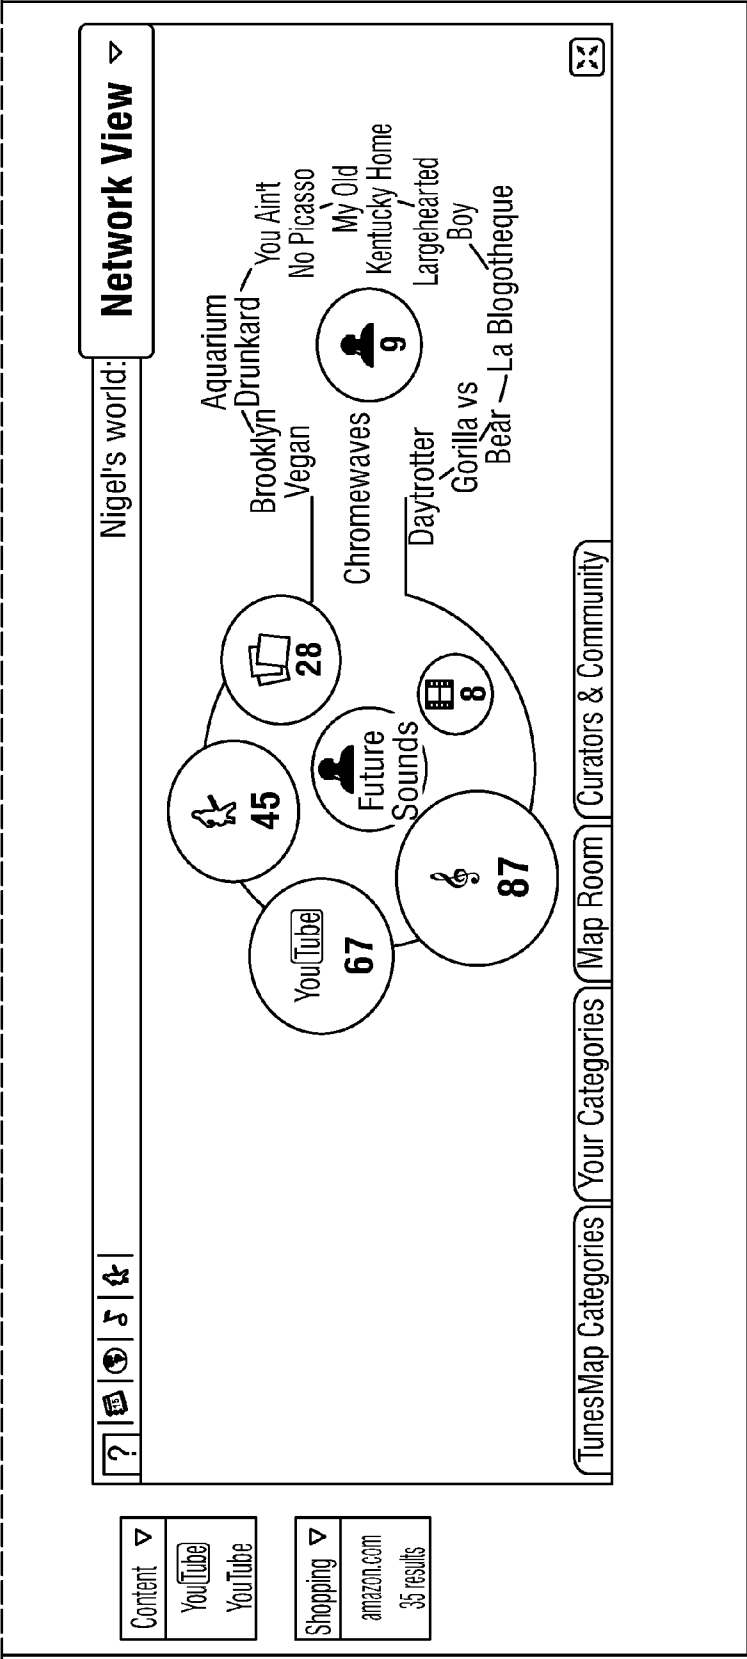 Content
YouTube
YouTube
Shopping
amazon.com
35 results
?
15
Nigel's world:
Network View
YouTube
67
45
28
Future
Sounds
87
8
Brooklyn
Vegan
Aquarium
Drunkard
You Ain't
No Picasso
My Old
Kentucky Home
Largehearted
Boy
La Blogotheque
Gorilla vs
Bear
Daytrotter
Chromewaves
9
TunesMap Categories
Your Categories
Map Room
Curators & Community